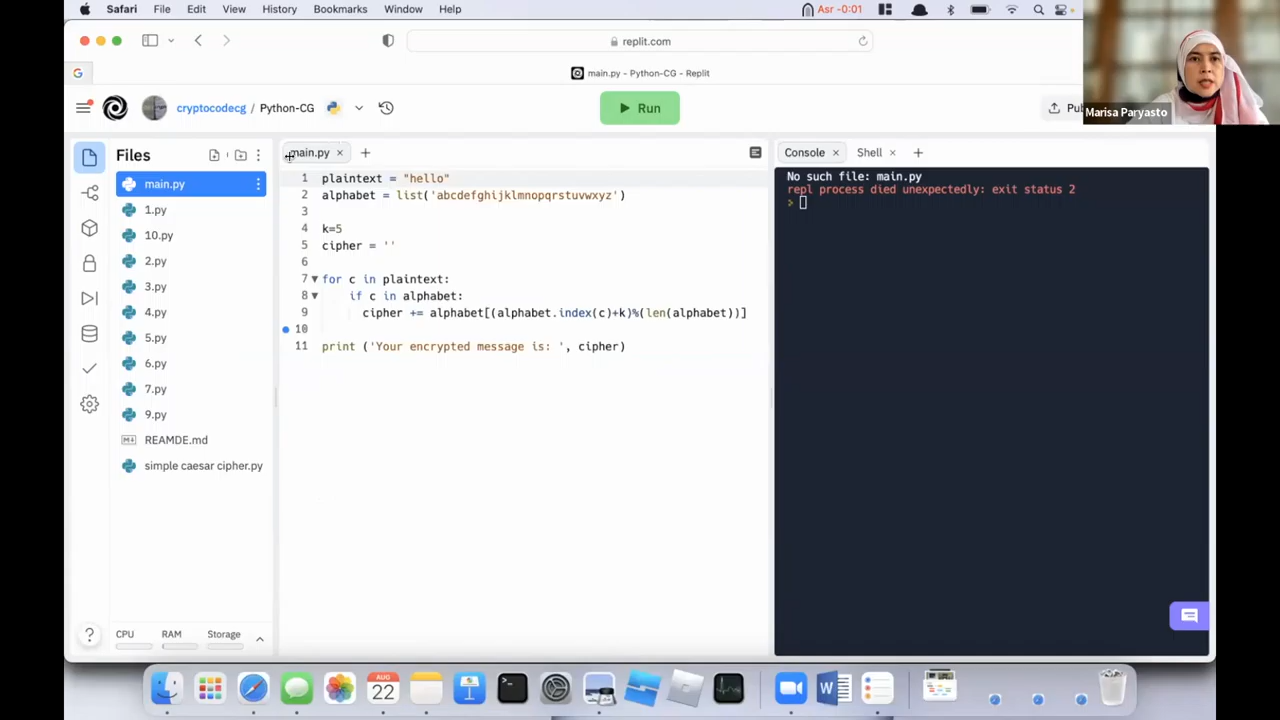 Safari File Edit View History Bookmarks Window Help
Asr -0:01
replit.com
G
main.py - Python-CG - Replit
cryptocodecg / Python-CG
Run
Marisa Paryasto
Files
main.py
1.py
10.py
2.py
3.py
4.py
5.py
6.py
7.py
9.py
REAMDE.md
simple caesar cipher.py
CPU RAM Storage
main.py
1 plaintext = "hello"
2 alphabet = list('abcdefghijklmnopqrstuvwxyz')
3
4 k=5
5 cipher = ''
6
7 for c in plaintext:
8 if c in alphabet:
9 cipher += alphabet[(alphabet.index(c)+k)%(len(alphabet))]
10
11 print ('Your encrypted message is: ', cipher)
Console Shell
No such file: main.py
repl process died unexpectedly: exit status 2
>
?
AUG
22
W